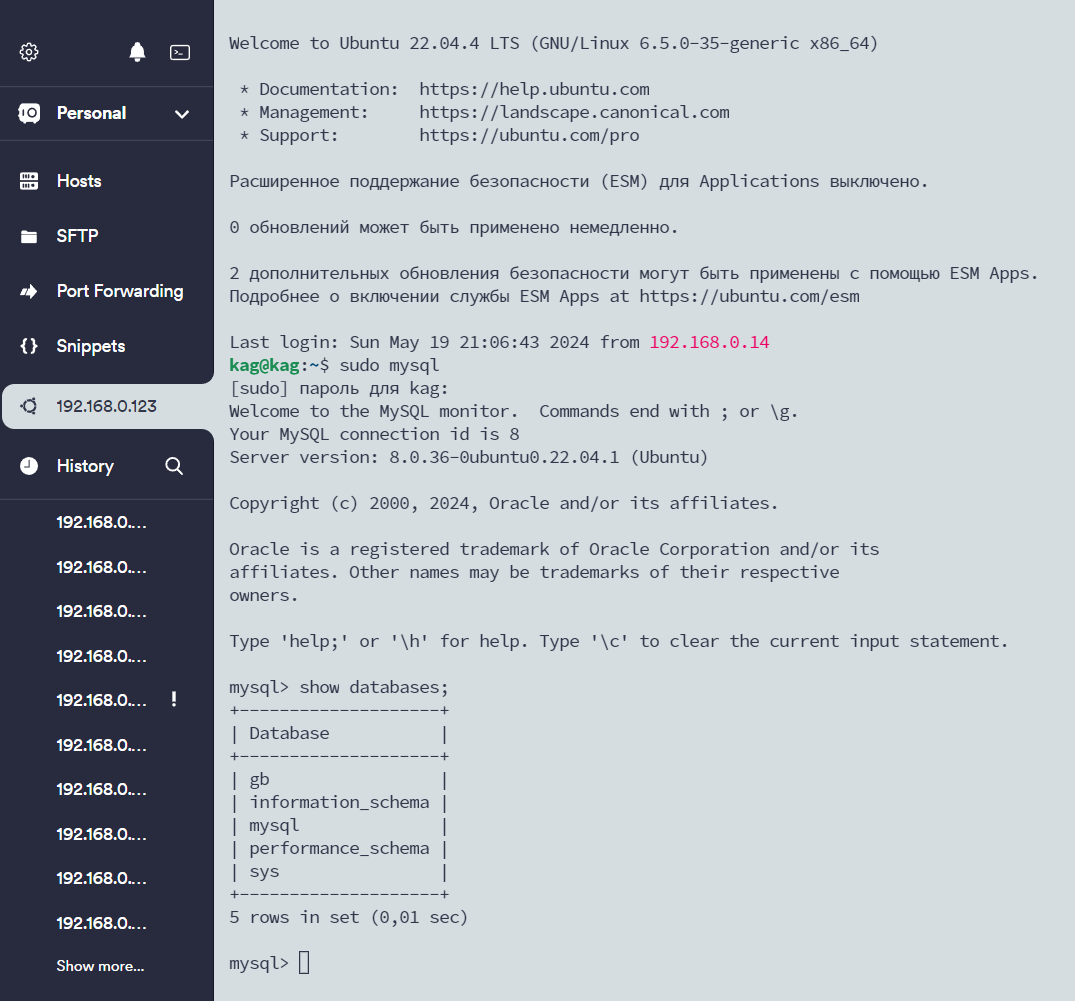 Personal
Hosts
SFTP
Port Forwarding
Snippets
192.168.0.123
History
192.168.0....
192.168.0....
192.168.0....
192.168.0....
192.168.0.... !
192.168.0....
192.168.0....
192.168.0....
192.168.0....
192.168.0....
Show more...
Welcome to Ubuntu 22.04.4 LTS (GNU/Linux 6.5.0-35-generic x86_64)
 * Documentation:  https://help.ubuntu.com
 * Management:     https://landscape.canonical.com
 * Support:        https://ubuntu.com/pro
Расширенное поддержание безопасности (ESM) для Applications выключено.
0 обновлений может быть применено немедленно.
2 дополнительных обновления безопасности могут быть применены с помощью ESM Apps.
Подробнее о включении службы ESM Apps at https://ubuntu.com/esm
Last login: Sun May 19 21:06:43 2024 from 192.168.0.14
kag@kag:~$ sudo mysql
[sudo] пароль для kag:
Welcome to the MySQL monitor.  Commands end with ; or \g.
Your MySQL connection id is 8
Server version: 8.0.36-0ubuntu0.22.04.1 (Ubuntu)
Copyright (c) 2000, 2024, Oracle and/or its affiliates.
Oracle is a registered trademark of Oracle Corporation and/or its
affiliates. Other names may be trademarks of their respective
owners.
Type 'help;' or '\h' for help. Type '\c' to clear the current input statement.
mysql> show databases;
+--------------------+
| Database           |
+--------------------+
| gb                 |
| information_schema |
| mysql              |
| performance_schema |
| sys                |
+--------------------+
5 rows in set (0,01 sec)
mysql>